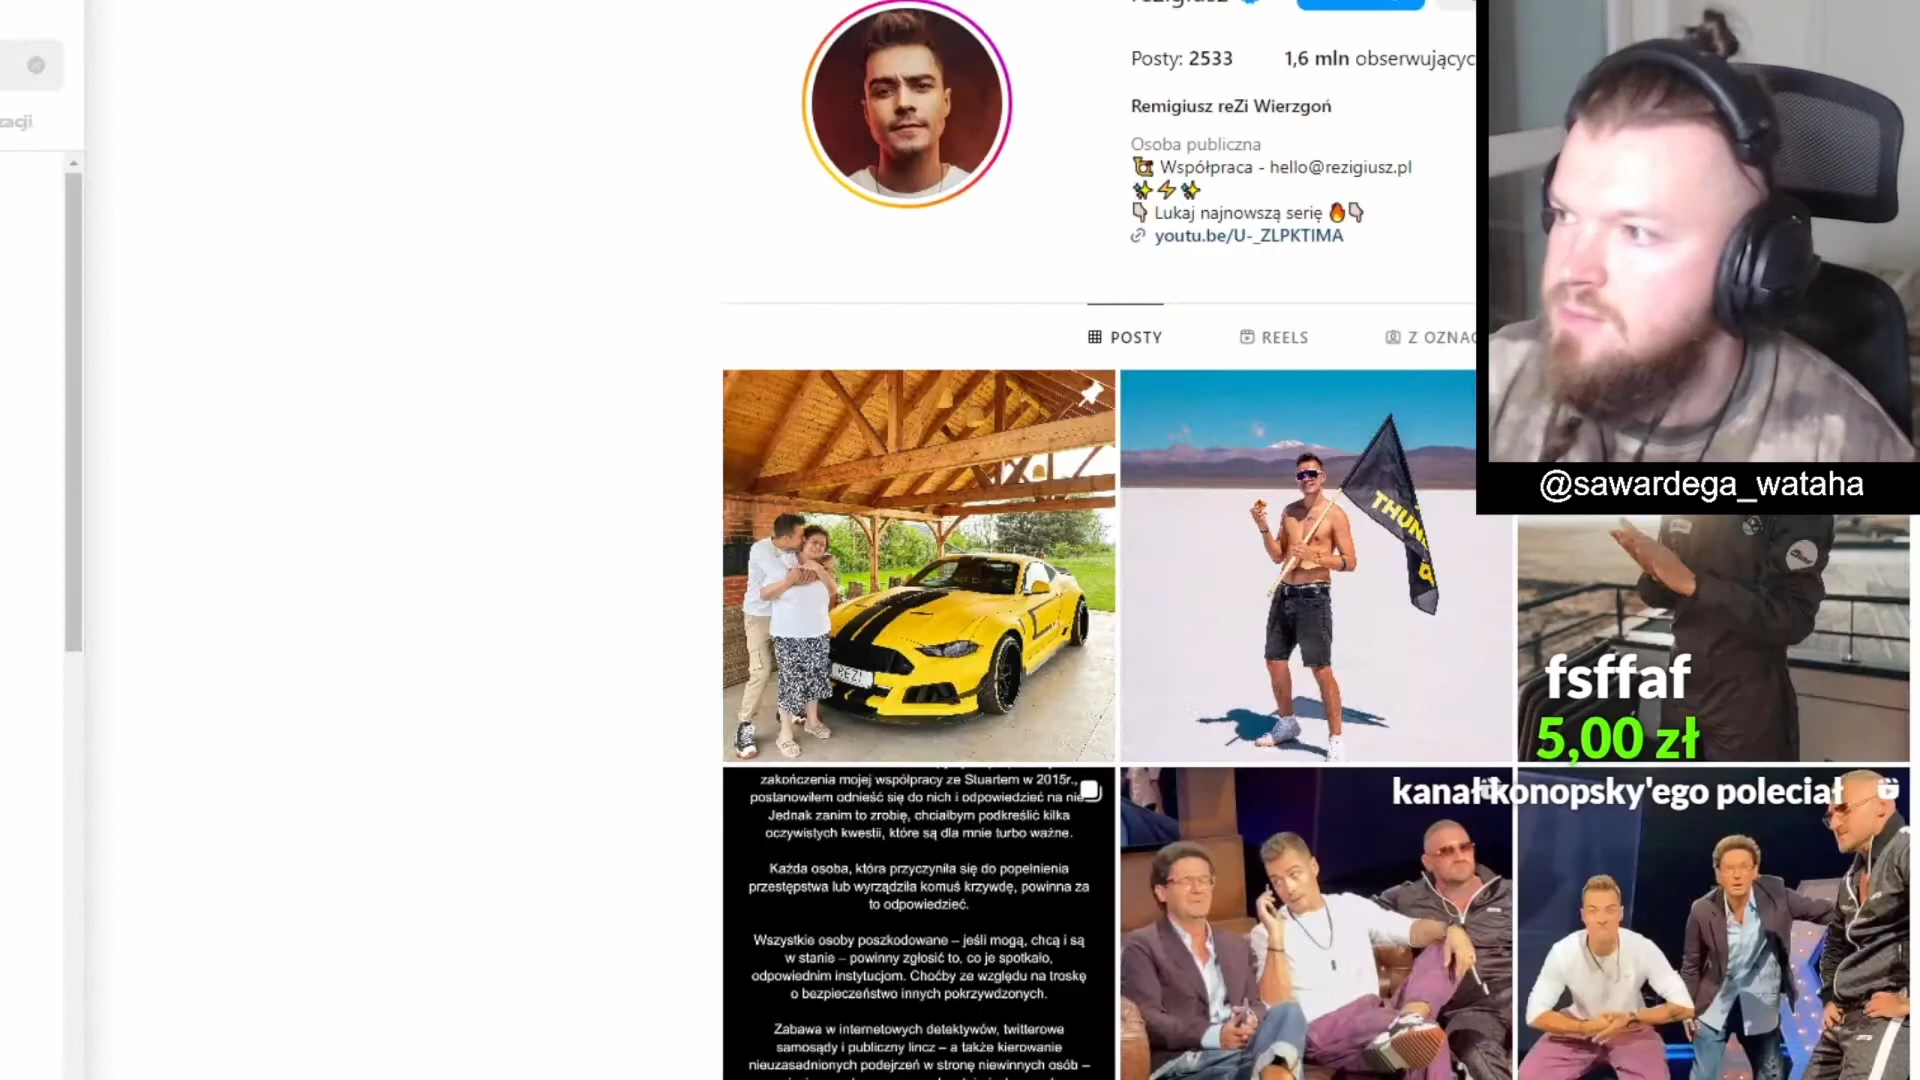 rezigiusz
Posty: 2533
1,6 mln obserwującyc
Remigiusz reZi Wierzgoń
Osoba publiczna
Współpraca - hello@rezigiusz.pl
Lukaj najnowszą serię
youtu.be/U-_ZLPKTIMA
zacji
POSTY
REELS
Z OZNAC
@sawardega_wataha
THUN
REZI
fsffaf
5,00 zł
kanał konopsky'ego poleciał
zakończenia mojej współpracy ze Stuartem w 2015r.,
postanowiłem odnieść się do nich i odpowiedzieć na nie
Jednak zanim to zrobię, chciałbym podkreślić kilka
oczywistych kwestii, które są dla mnie turbo ważne.
Każda osoba, która przyczyniła się do popełnienia
przestępstwa lub wyrządziła komuś krzywdę, powinna za
to odpowiedzieć.
Wszystkie osoby poszkodowane – jeśli mogą, chcą i są
w stanie – powinny zgłosić to, co je spotkało,
odpowiednim instytucjom. Choćby ze względu na troskę
o bezpieczeństwo innych pokrzywdzonych.
Zabawa w internetowych detektywów, twitterowe
samosądy i publiczny lincz – a także kierowanie
nieuzasadnionych podejrzeń w stronę niewinnych osób –